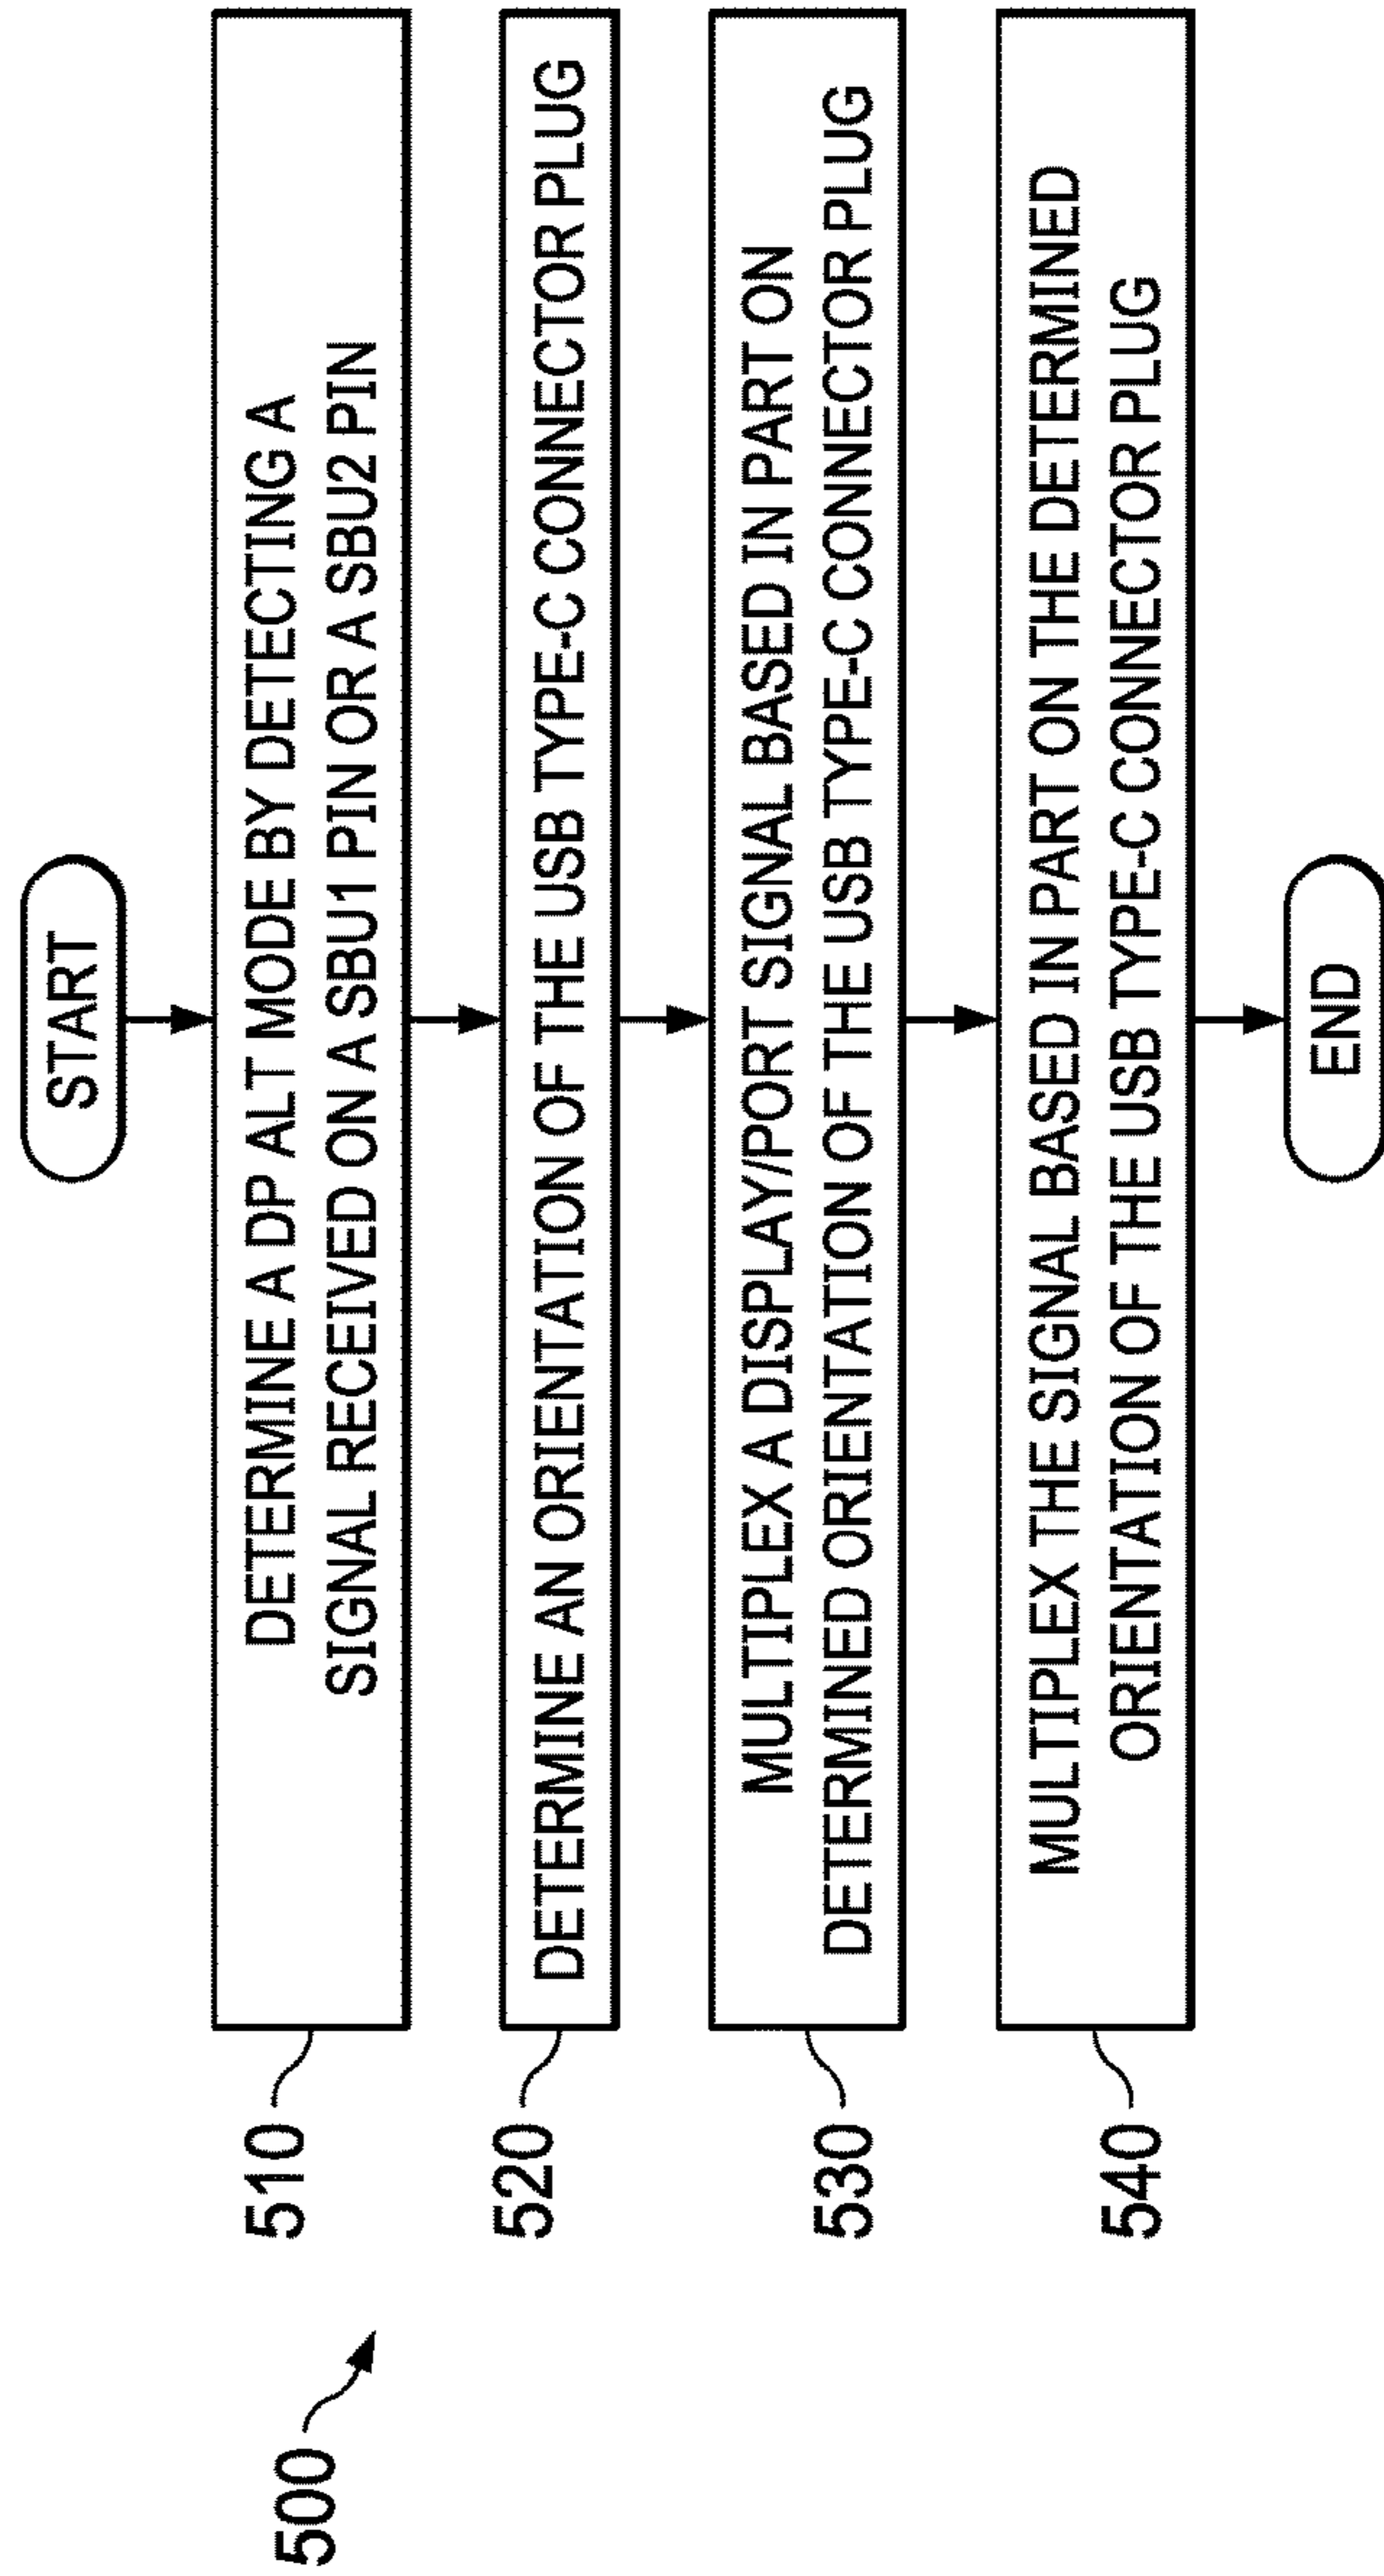 500
START
510
DETERMINE A DP ALT MODE BY DETECTING A
SIGNAL RECEIVED ON A SBU1 PIN OR A SBU2 PIN
520
DETERMINE AN ORIENTATION OF THE USB TYPE-C CONNECTOR PLUG
530
MULTIPLEX A DISPLAY/PORT SIGNAL BASED IN PART ON
DETERMINED ORIENTATION OF THE USB TYPE-C CONNECTOR PLUG
540
MULTIPLEX THE SIGNAL BASED IN PART ON THE DETERMINED
ORIENTATION OF THE USB TYPE-C CONNECTOR PLUG
END